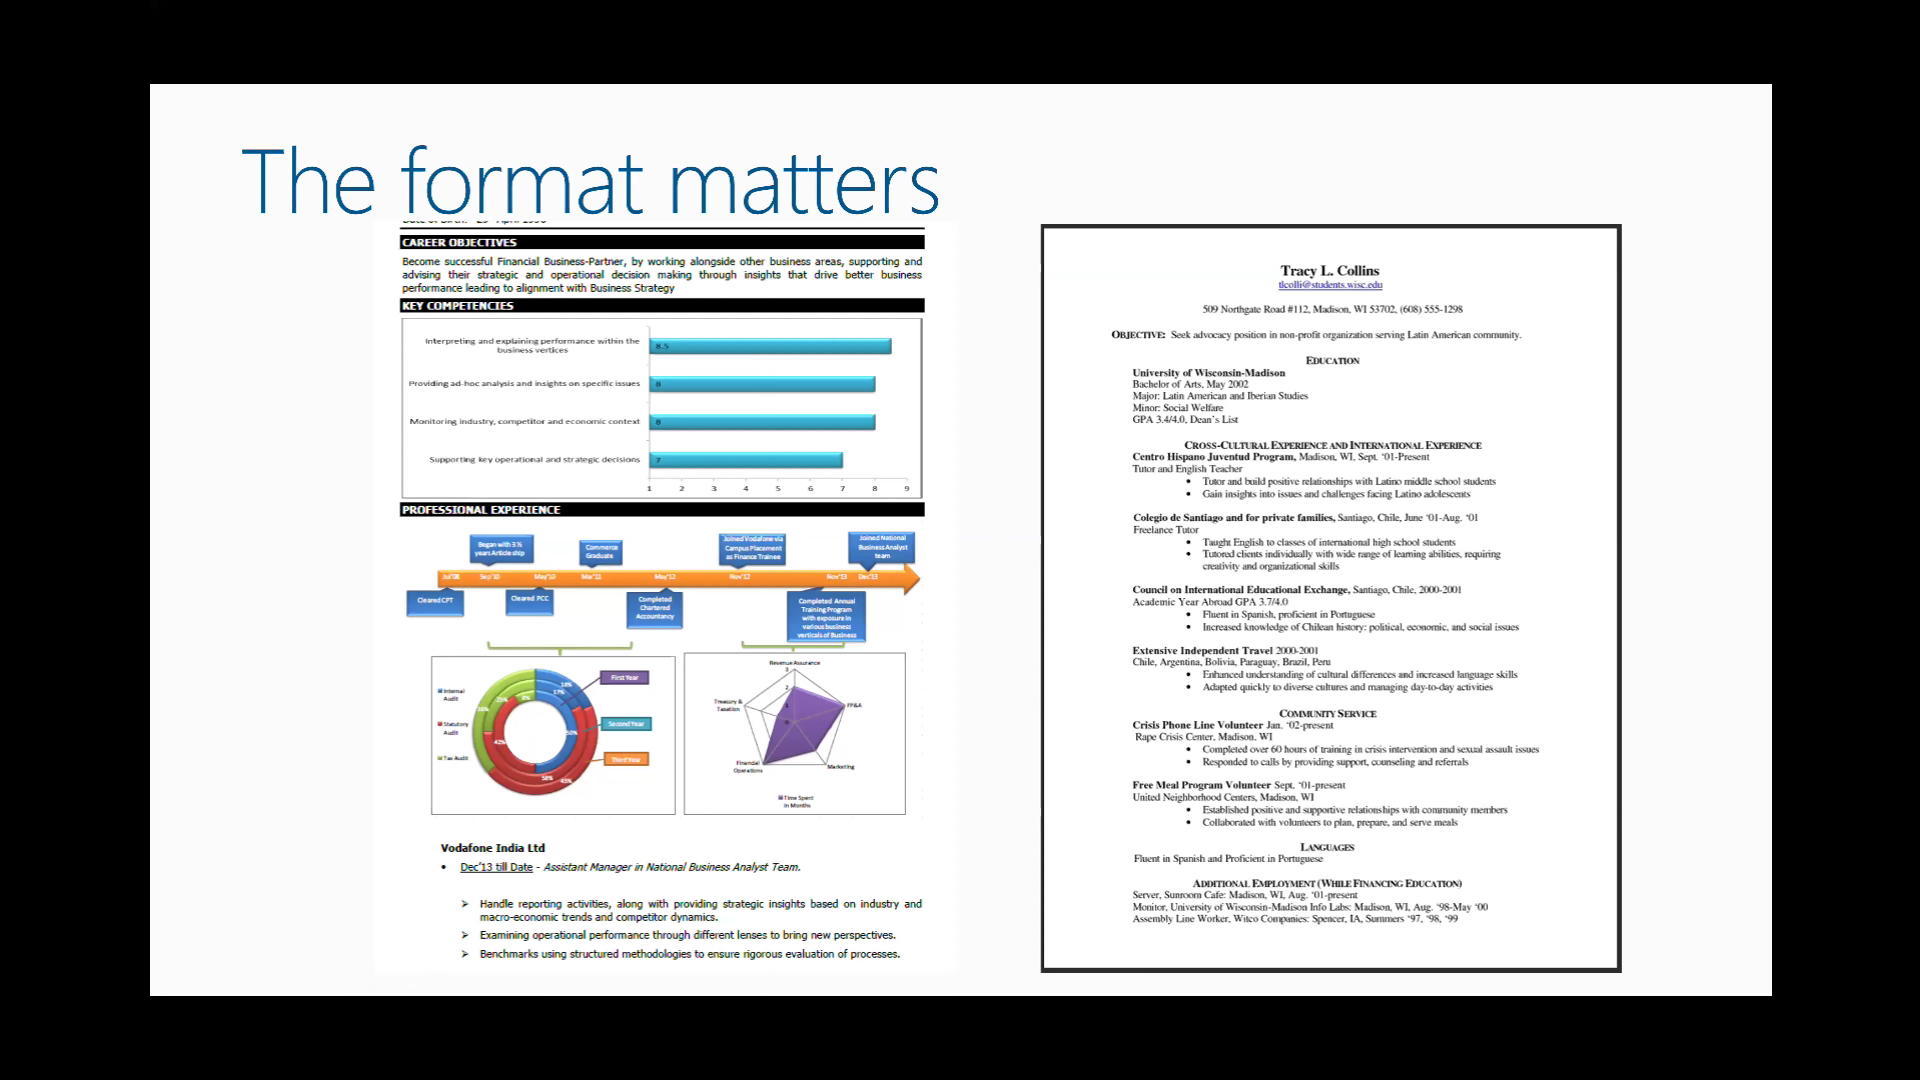 The format matters
CAREER OBJECTIVES
Become successful Financial Business-Partner, by working alongside other business areas, supporting and
advising their strategic and operational decision making through insights that drive better business
performance leading to alignment with Business Strategy
KEY COMPETENCIES
Interpreting and explaining performance within the
business vertices
8.5
Providing ad-hoc analysis and insights on specific issues
8
Monitoring industry, competitor and economic context
8
Supporting key operational and strategic decisions
7
1 2 3 4 5 6 7 8 9
PROFESSIONAL EXPERIENCE
Began with 3 ½
years Article ship
Commerce
Graduate
Joined Vodafone via
Campus Placement
as Finance Trainee
Joined National
Business Analyst
team
Jul'08 Sep'10 May'10 Mar'11 May'12 Nov'12 Nov'13 Dec'13
Cleared CPT
Cleared PCC
Completed
Chartered
Accountancy
Completed Annual
Training Program
with exposure in
various business
verticals of Business
Internal
Audit
Statutory
Audit
Tax Audit
First Year
Second Year
Third Year
Revenue Assurance
FP&A
Marketing
Financial
Operations
Treasury &
Taxation
3
2
1
0
Time Spent
in Months
Vodafone India Ltd
• Dec'13 till Date - Assistant Manager in National Business Analyst Team.
➢ Handle reporting activities, along with providing strategic insights based on industry and
macro-economic trends and competitor dynamics.
➢ Examining operational performance through different lenses to bring new perspectives.
➢ Benchmarks using structured methodologies to ensure rigorous evaluation of processes.
Tracy L. Collins
tlcolli@students.wisc.edu
509 Northgate Road #112, Madison, WI 53702, (608) 555-1298
OBJECTIVE: Seek advocacy position in non-profit organization serving Latin American community.
EDUCATION
University of Wisconsin-Madison
Bachelor of Arts, May 2002
Major: Latin American and Iberian Studies
Minor: Social Welfare
GPA 3.4/4.0, Dean's List
CROSS-CULTURAL EXPERIENCE AND INTERNATIONAL EXPERIENCE
Centro Hispano Juventud Program, Madison, WI, Sept. '01-Present
Tutor and English Teacher
• Tutor and build positive relationships with Latino middle school students
• Gain insights into issues and challenges facing Latino adolescents
Colegio de Santiago and for private families, Santiago, Chile, June '01-Aug. '01
Freelance Tutor
• Taught English to classes of international high school students
• Tutored clients individually with wide range of learning abilities, requiring
creativity and organizational skills
Council on International Educational Exchange, Santiago, Chile, 2000-2001
Academic Year Abroad GPA 3.7/4.0
• Fluent in Spanish, proficient in Portuguese
• Increased knowledge of Chilean history: political, economic, and social issues
Extensive Independent Travel 2000-2001
Chile, Argentina, Bolivia, Paraguay, Brazil, Peru
• Enhanced understanding of cultural differences and increased language skills
• Adapted quickly to diverse cultures and managing day-to-day activities
COMMUNITY SERVICE
Crisis Phone Line Volunteer Jan. '02-present
Rape Crisis Center, Madison, WI
• Completed over 60 hours of training in crisis intervention and sexual assault issues
• Responded to calls by providing support, counseling and referrals
Free Meal Program Volunteer Sept. '01-present
United Neighborhood Centers, Madison, WI
• Established positive and supportive relationships with community members
• Collaborated with volunteers to plan, prepare, and serve meals
LANGUAGES
Fluent in Spanish and Proficient in Portuguese
ADDITIONAL EMPLOYMENT (WHILE FINANCING EDUCATION)
Server, Sunroom Cafe: Madison, WI, Aug. '01-present
Monitor, University of Wisconsin-Madison Info Labs: Madison, WI, Aug. '98-May '00
Assembly Line Worker, Witco Companies: Spencer, IA, Summers '97, '98, '99